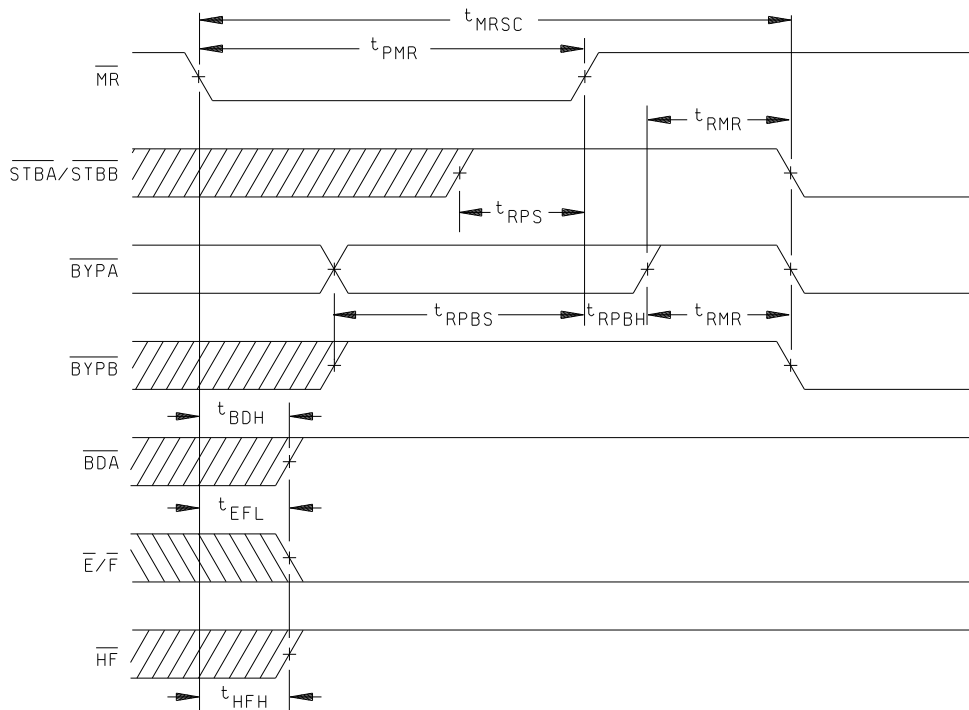 tMRSC
tPMR
MR
tRMR
STBA/STBB
tRPS
BYPA
tRPBS
tRPBH
tRMR
BYPB
tBDH
BDA
tEFL
E/F
HF
tHFH